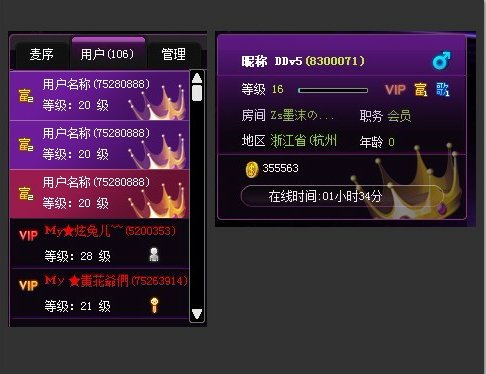 麦序 用户(106) 管理
用户名称(75280888)
富2
等级: 20 级
用户名称(75280888)
富2
等级: 20 级
用户名称(75280888)
富2
等级: 20 级
My★炫兔儿~~(5200353)
VIP
等级: 28 级
My ★ 爺們(75263914)
VIP
等级: 21 级
昵称 DDv5(8300071)
等级 16 VIP 富1 歌1
房间 Zs墨沫の... 职务 会员
地区 浙江省(杭州 年龄 0
355563
在线时间:01小时34分